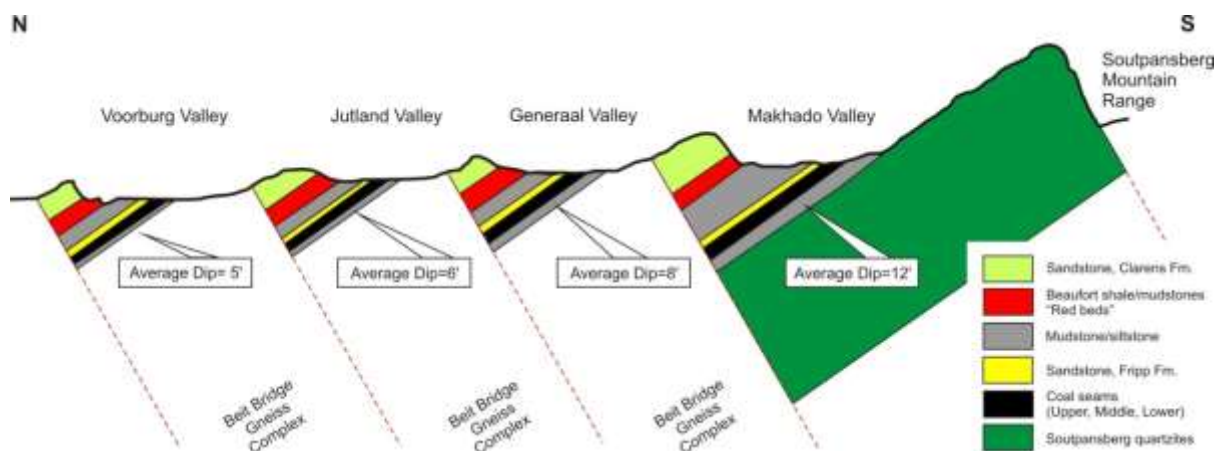 N
S
Soutpansberg
Mountain
Range
Voorburg Valley
Jutland Valley
Generaal Valley
Makhado Valley
Average Dip= 5'
Average Dip=6'
Average Dip=8'
Average Dip=12'
Beit Bridge
Gneiss
Complex
Beit Bridge
Gneiss
Complex
Beit Bridge
Gneiss
Complex
Sandstone, Clarens Fm.
Beaufort shale/mudstones
"Red beds"
Mudstone/siltstone
Sandstone, Fripp Fm.
Coal seams
(Upper, Middle, Lower)
Soutpansberg quartzites